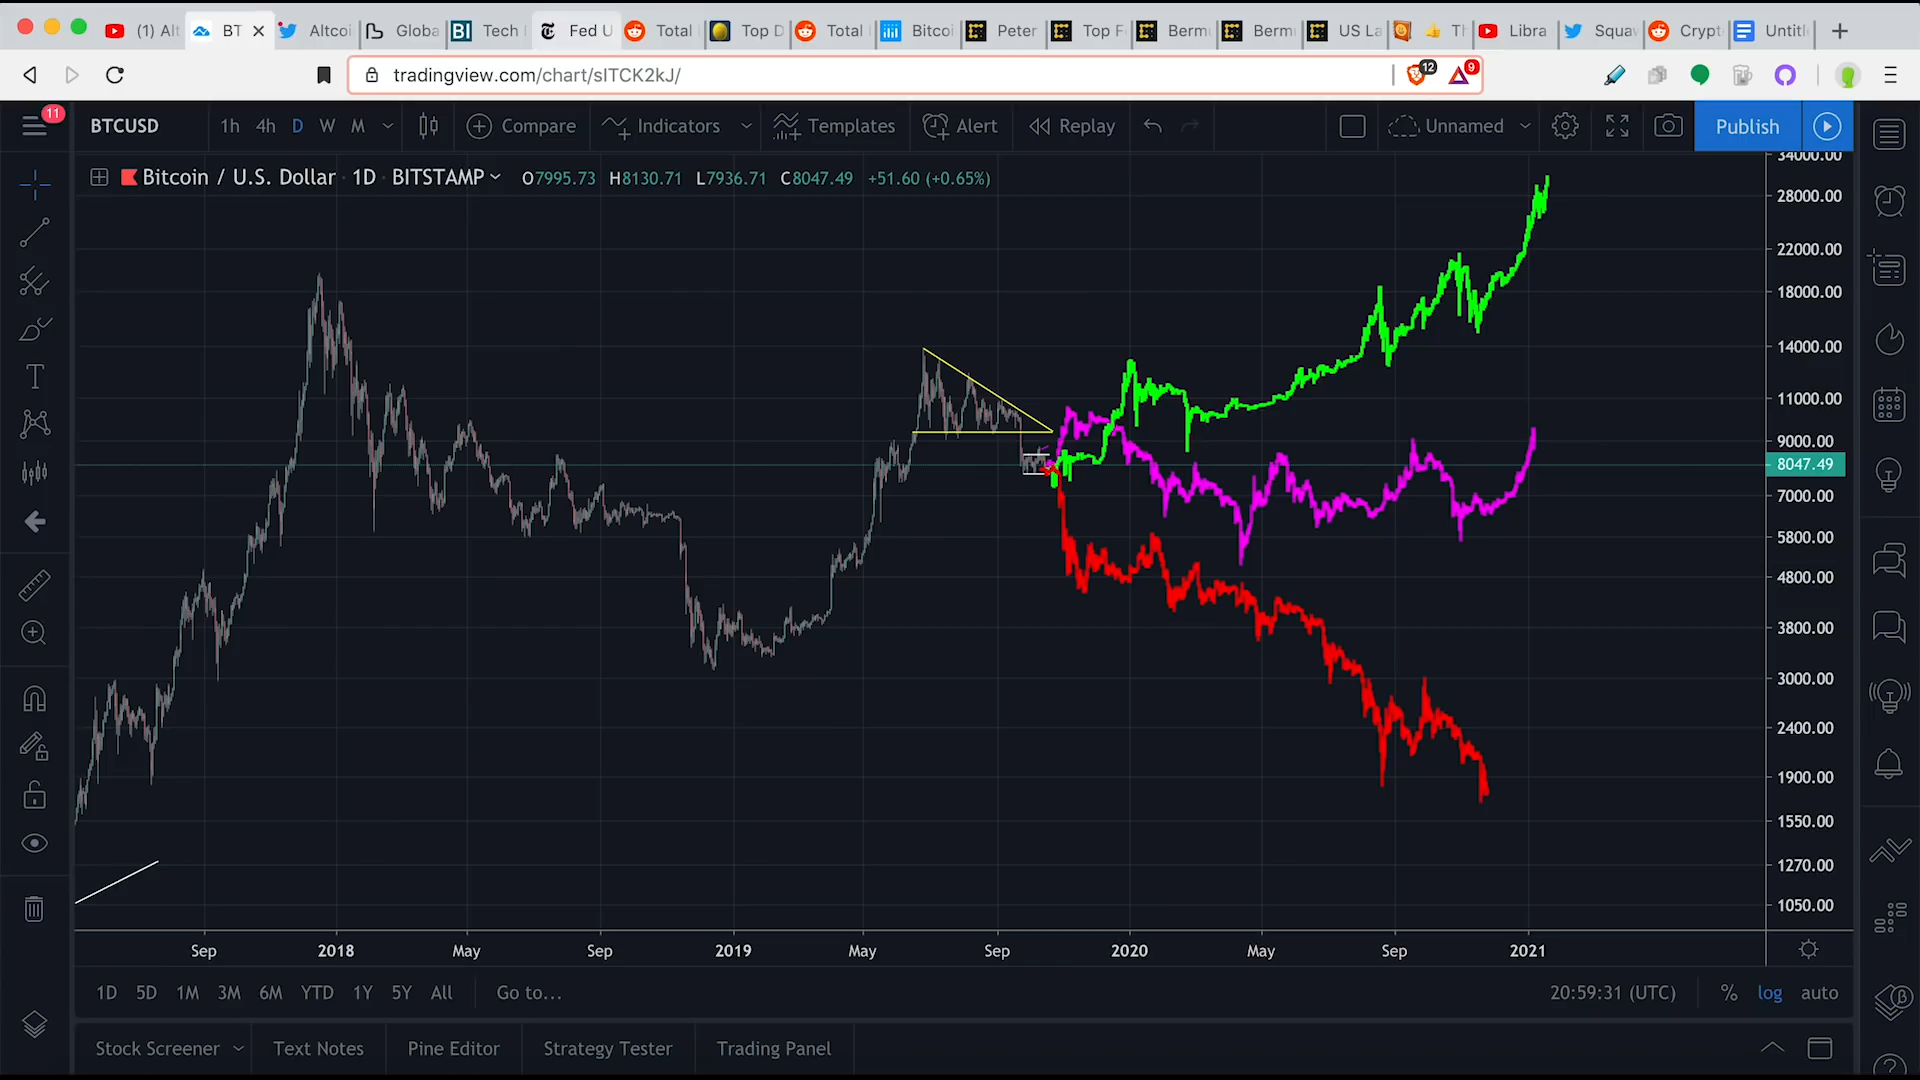 (1) Alt BT Altcoi Globa BI Tech Fed U Total Top D Total Bitcoi Peter Top F Berm Berm US La Th Libra Squa Crypt Untitl
tradingview.com/chart/sITCK2kJ/ 12 9
11 BTCUSD 1h 4h D W M Compare Indicators Templates Alert Replay Unnamed Publish
Bitcoin / U.S. Dollar · 1D · BITSTAMP O7995.73 H8130.71 L7936.71 C8047.49 +51.60 (+0.65%)
34000.00
28000.00
22000.00
18000.00
14000.00
11000.00
9000.00
8047.49
7000.00
5800.00
4800.00
3800.00
3000.00
2400.00
1900.00
1550.00
1270.00
1050.00
Sep 2018 May Sep 2019 May Sep 2020 May Sep 2021
1D 5D 1M 3M 6M YTD 1Y 5Y All Go to... 20:59:31 (UTC) % log auto
Stock Screener Text Notes Pine Editor Strategy Tester Trading Panel